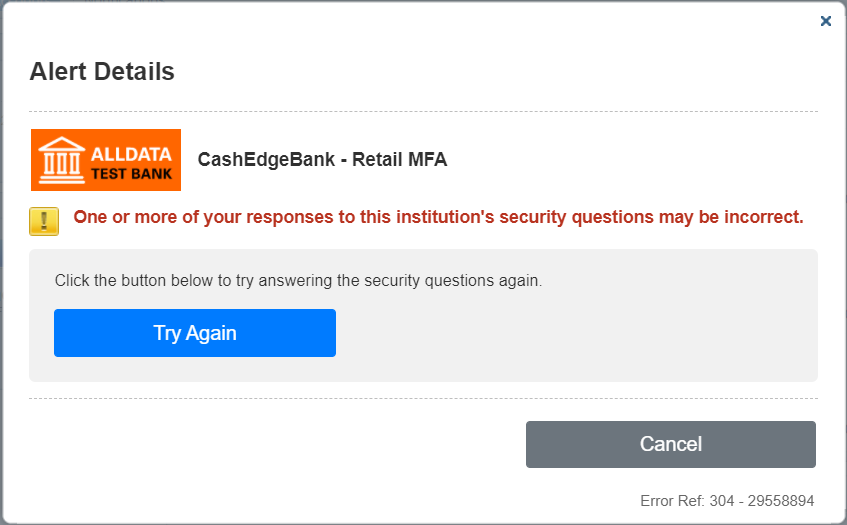 Alert Details
ALLDATA
TEST BANK
CashEdgeBank - Retail MFA
One or more of your responses to this institution's security questions may be incorrect.
Click the button below to try answering the security questions again.
Try Again
Cancel
Error Ref: 304 - 29558894